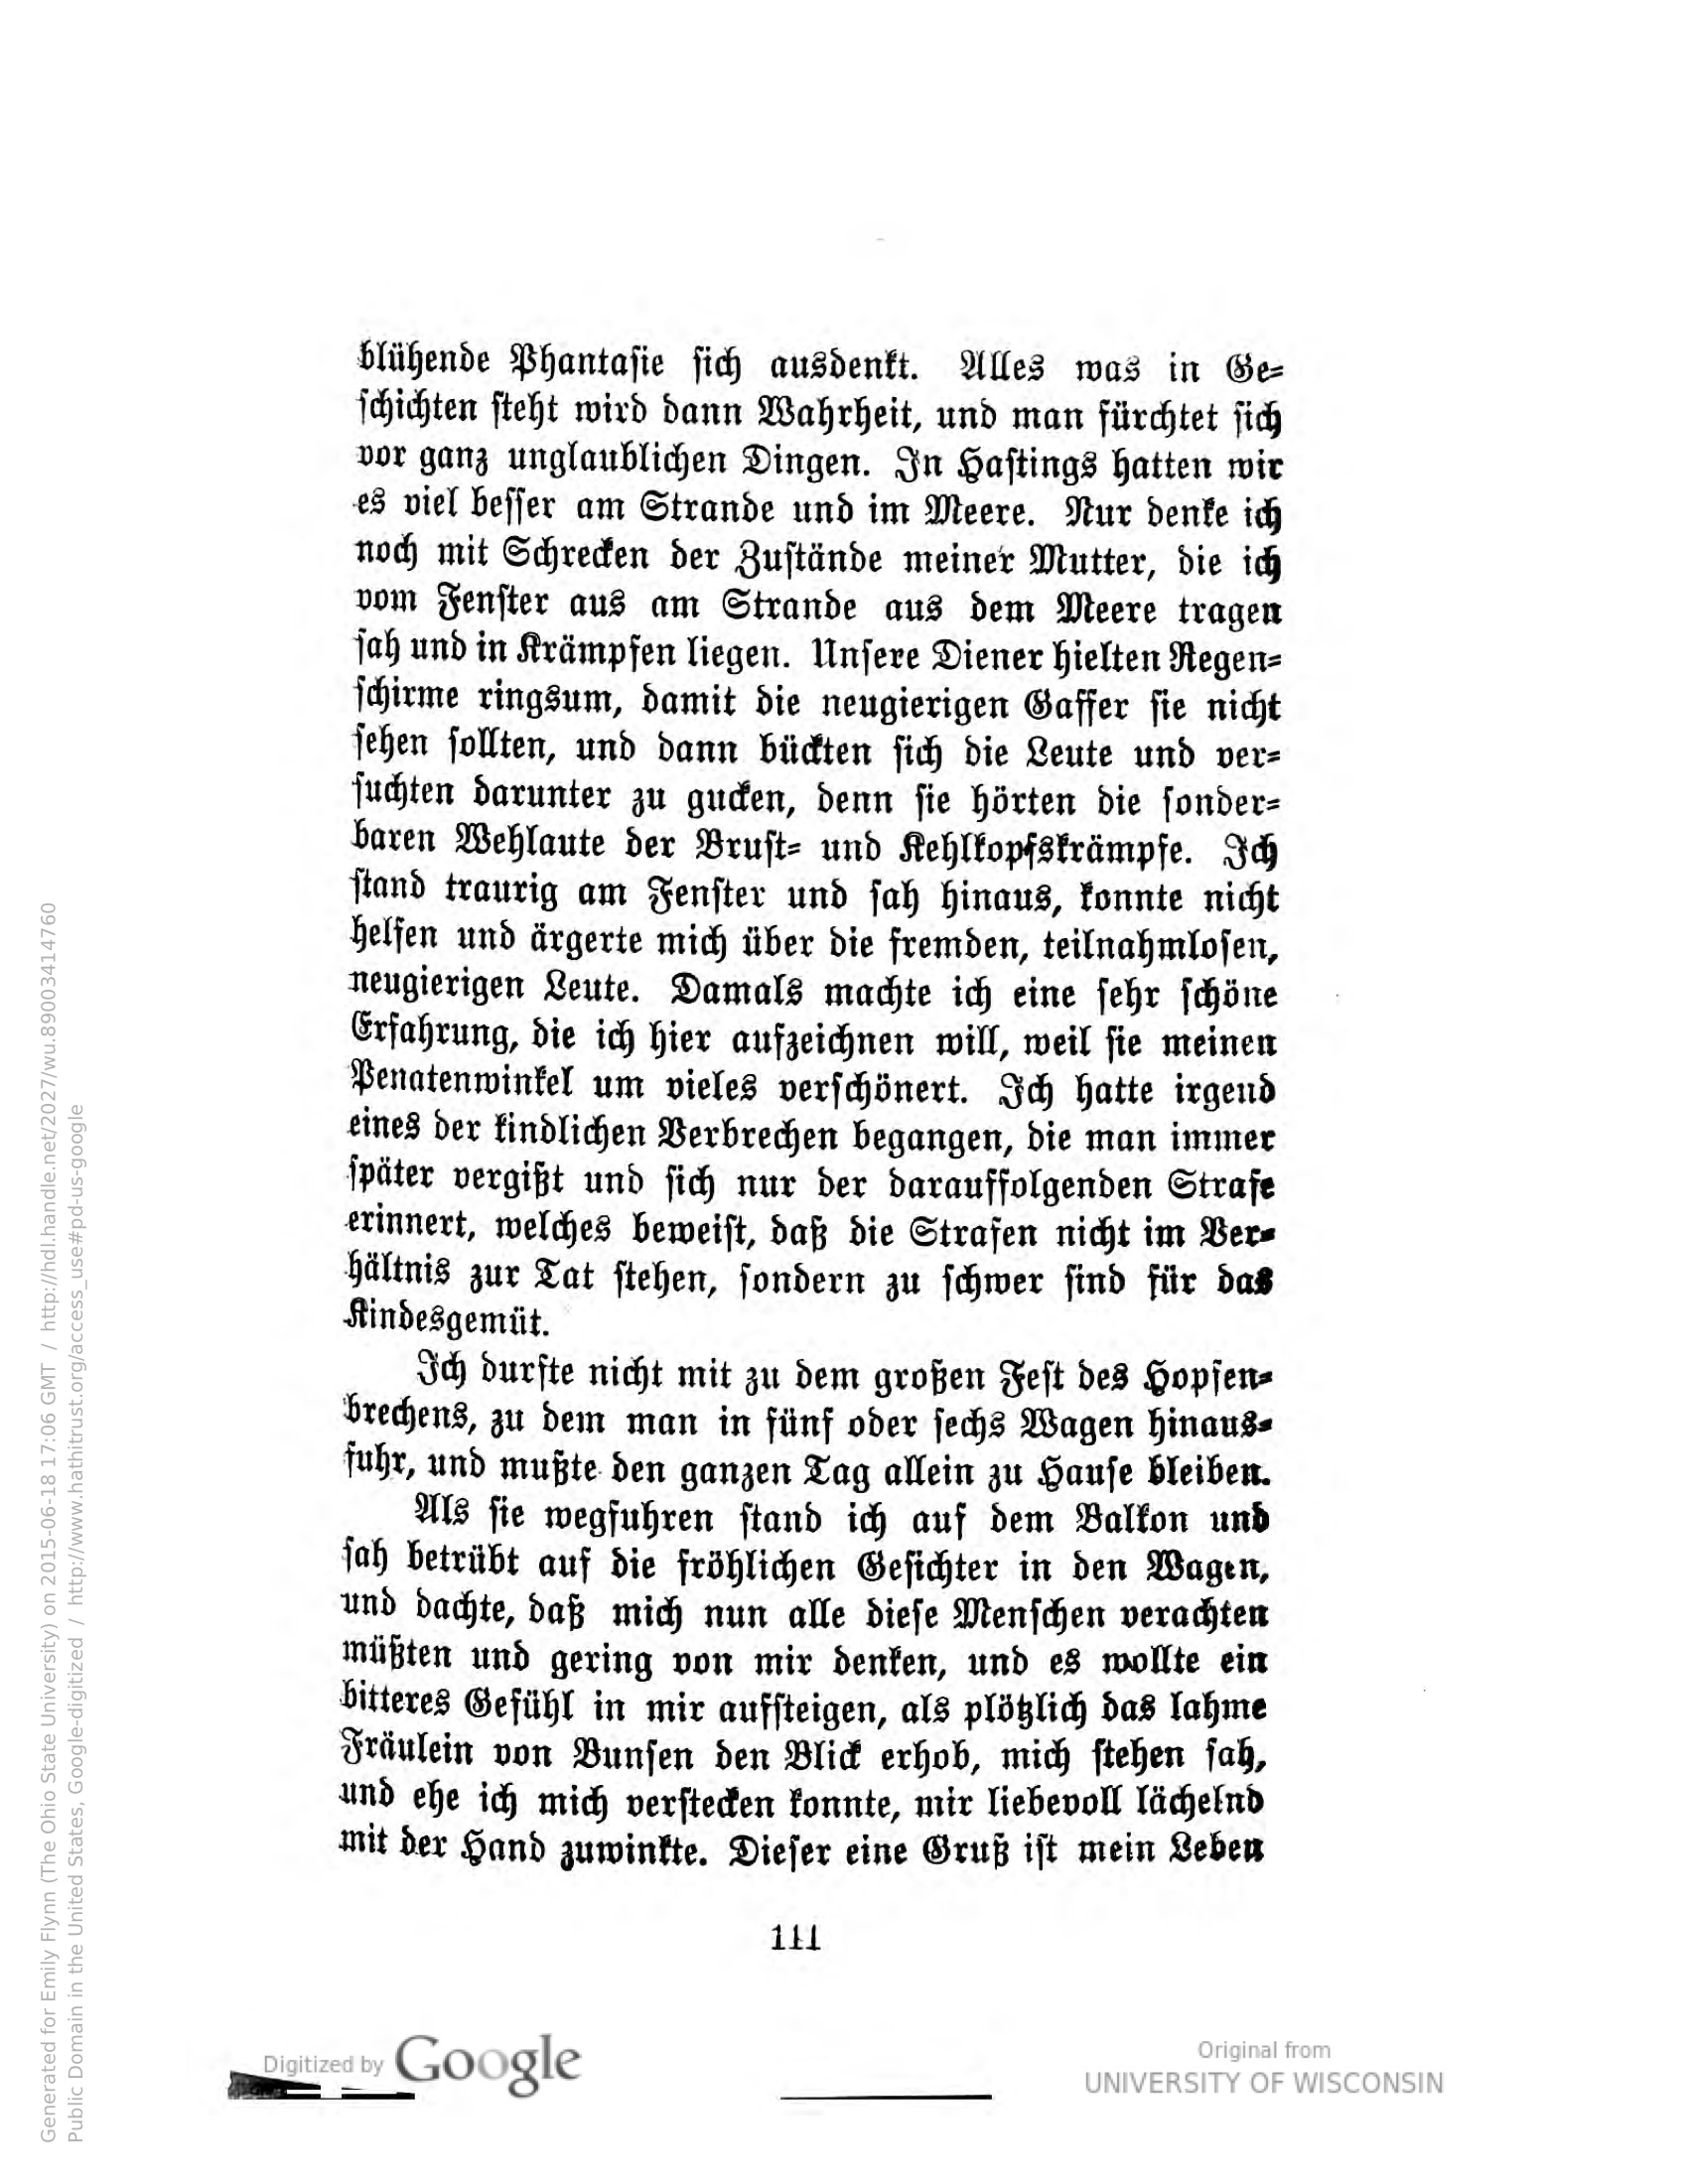 blühende Phantasie sich ausdenkt. Alles was in Ge-
schichten steht wird dann Wahrheit, und man fürchtet sich
vor ganz unglaublichen Dingen. In Hastings hatten wir
es viel besser am Strande und im Meere. Nur denke ich
noch mit Schrecken der Zustände meiner Mutter, die ich
vom Fenster aus am Strande aus dem Meere tragen
sah und in Krämpfen liegen. Unsere Diener hielten Regen-
schirme ringsum, damit die neugierigen Gaffer sie nicht
sehen sollten, und dann bückten sich die Leute und ver-
suchten darunter zu gucken, denn sie hörten die sonder-
baren Wehlaute der Brust- und Kehlkopfskrämpfe. Ich
stand traurig am Fenster und sah hinaus, konnte nicht
helfen und ärgerte mich über die fremden, teilnahmlosen,
neugierigen Leute. Damals machte ich eine sehr schöne
Erfahrung, die ich hier aufzeichnen will, weil sie meinen
Penatenwinkel um vieles verschönert. Ich hatte irgend
eines der kindlichen Verbrechen begangen, die man immer
später vergißt und sich nur der darauffolgenden Strafe
erinnert, welches beweist, daß die Strafen nicht im Ver-
hältnis zur Tat stehen, sondern zu schwer sind für das
Kindesgemüt.
Ich durfte nicht mit zu dem großen Fest des Hopfen-
brechens, zu dem man in fünf oder sechs Wagen hinaus-
fuhr, und mußte den ganzen Tag allein zu Hause bleiben.
Als sie wegfuhren stand ich auf dem Balkon und
sah betrübt auf die fröhlichen Gesichter in den Wagen,
und dachte, daß mich nun alle diese Menschen verachten
müßten und gering von mir denken, und es wollte ein
bitteres Gefühl in mir aufsteigen, als plötzlich das lahme
Fräulein von Bunsen den Blick erhob, mich stehen sah,
und ehe ich mich verstecken konnte, mir liebevoll lächelnd
mit der Hand zuwinkte. Dieser eine Gruß ist mein Leben
111
Digitized by Google
Original from
UNIVERSITY OF WISCONSIN
Generated for Emily Flynn (The Ohio State University) on 2015-06-18 17:06 GMT / http://hdl.handle.net/2027/wu.89003414760
Public Domain in the United States, Google-digitized / http://www.hathitrust.org/access_use#pd-us-google